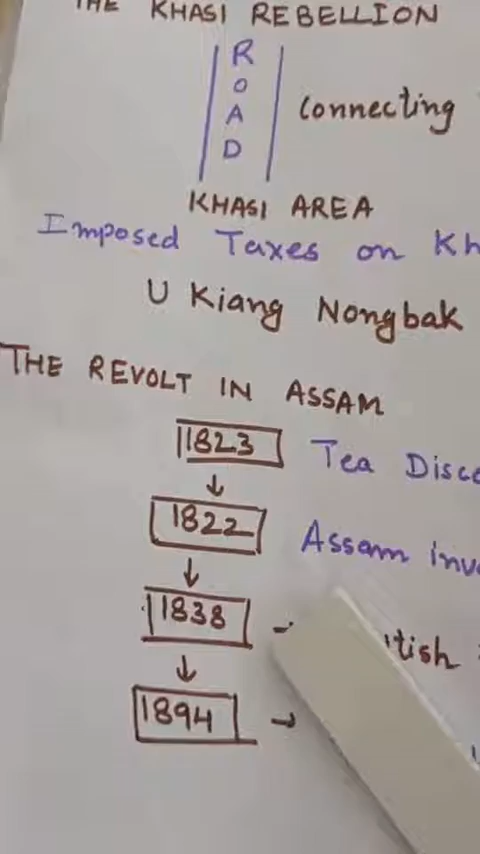 THE KHASI REBELLION
ROAD
Connecting
KHASI AREA
Imposed Taxes on
U Kiang Nongbak
THE REVOLT IN ASSAM
1823 Tea
1822 Assam
1838
1894